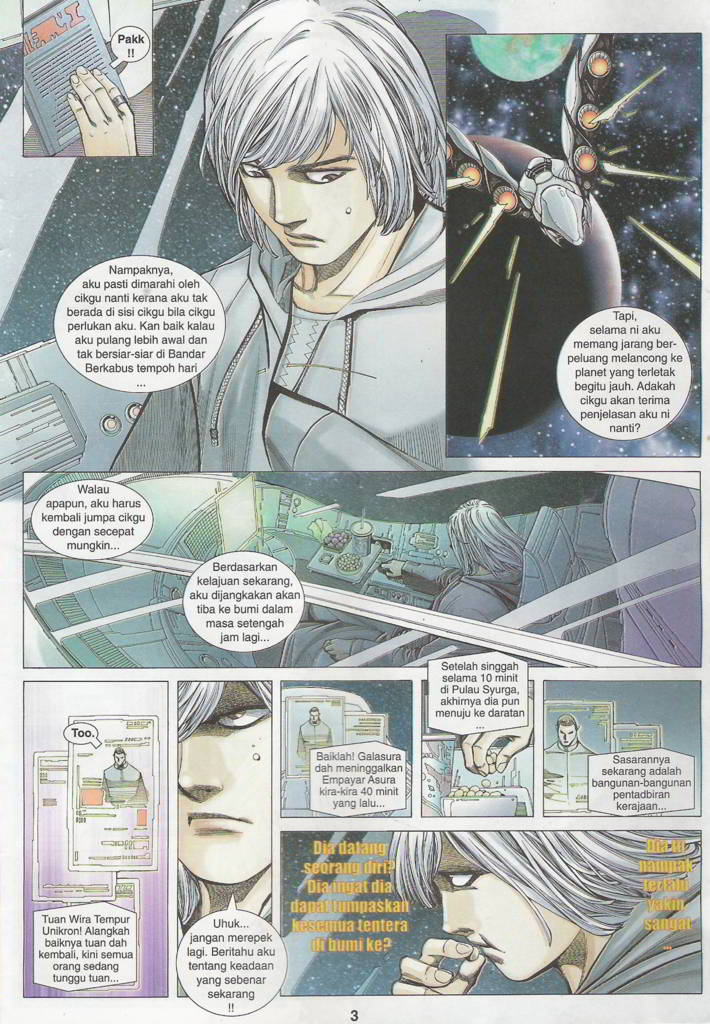 Pakk
!!
Nampaknya,
aku pasti dimarahi oleh
cikgu nanti kerana aku tak
berada di sisi cikgu bila cikgu
perlukan aku. Kan baik kalau
aku pulang lebih awal dan
tak bersiar-siar di Bandar
Berkabus tempoh hari
...
Tapi,
selama ni aku
memang jarang ber-
peluang melancong ke
planet yang terletak
begitu jauh. Adakah
cikgu akan terima
penjelasan aku ni
nanti?
Walau
apapun, aku harus
kembali jumpa cikgu
dengan secepat
mungkin...
Berdasarkan
kelajuan sekarang,
aku dijangkakan akan
tiba ke bumi dalam
masa setengah
jam lagi...
Too.
Tuan Wira Tempur
Unikron! Alangkah
baiknya tuan dah
kembali, kini semua
orang sedang
tunggu tuan...
Uhuk...
jangan merepek
lagi. Beritahu aku
tentang keadaan
yang sebenar
sekarang
!!
Baiklah! Galasura
dah meninggalkan
Empayar Asura
kira-kira 40 minit
yang lalu...
Setelah singgah
selama 10 minit
di Pulau Syurga,
akhirnya dia pun
menuju ke daratan
...
Sasarannya
sekarang adalah
bangunan-bangunan
pentadbiran
kerajaan...
Dia datang
seorang diri?
Dia ingat dia
dapat tumpaskan
kesemua tentera
di bumi ke?
Dia tu
nampak
terlalu
yakin
sangat
...
3